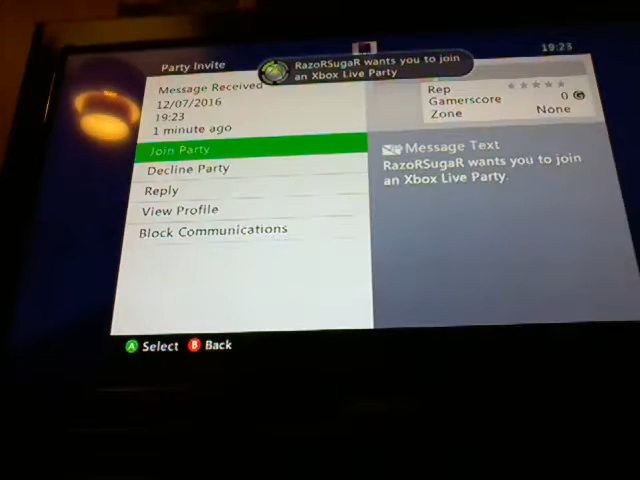 19:23
Party Invite
RazoRSugaR wants you to join
an Xbox Live Party
Message Received
12/07/2016
19:23
1 minute ago
Join Party
Decline Party
Reply
View Profile
Block Communications
Rep
Gamerscore 0 G
Zone None
Message Text
RazoRSugaR wants you to join
an Xbox Live Party.
A Select B Back